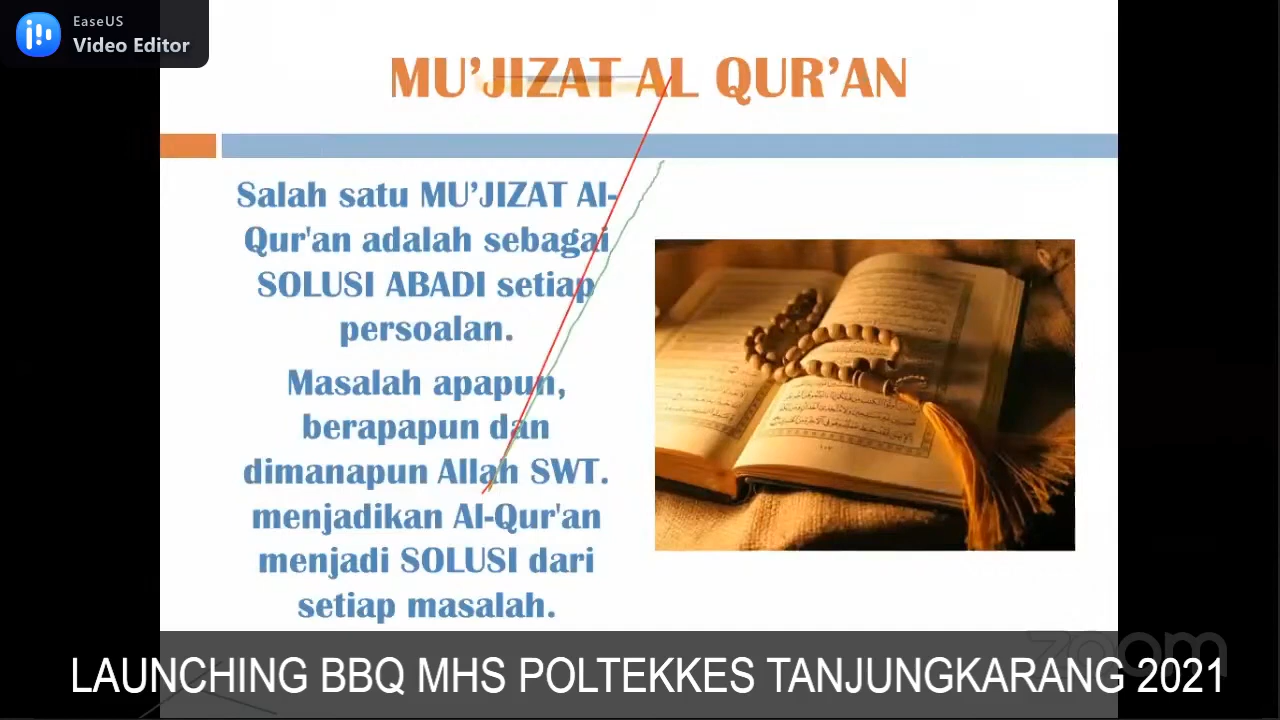 EaseUS
Video Editor
MU'JIZAT AL QUR'AN
Salah satu MU'JIZAT Al-
Qur'an adalah sebagai
SOLUSI ABADI setiap
persoalan.
Masalah apapun,
berapapun dan
dimanapun Allah SWT.
menjadikan Al-Qur'an
menjadi SOLUSI dari
setiap masalah.
zoom
LAUNCHING BBQ MHS POLTEKKES TANJUNGKARANG 2021